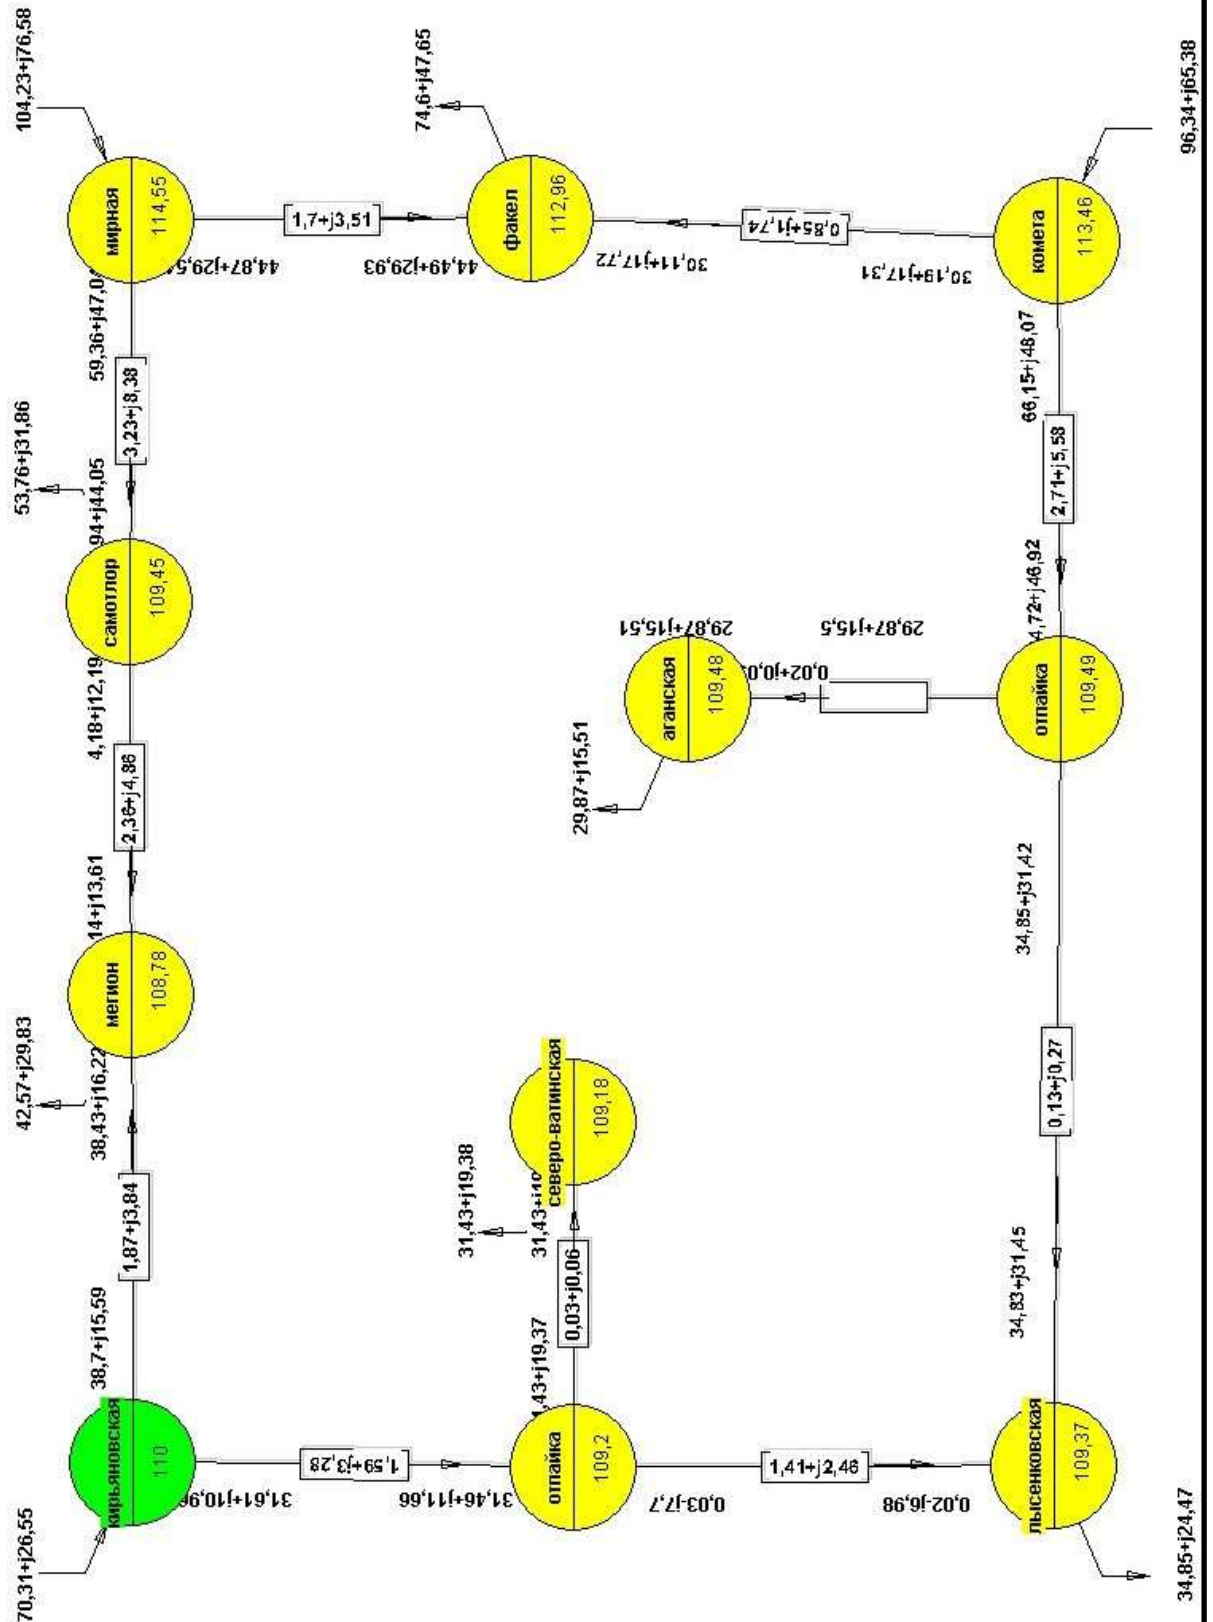 70,31+j26,55
кирьяновская
110
38,7+j15,59
1,87+j3,84
38,43+j16,22
42,57+j29,83
мегион
108,78
14+j13,61
2,36+j4,86
4,18+j12,19
самотлор
109,45
53,76+j31,86
94+j44,05
3,23+j8,38
59,36+j47,0
мирная
114,55
104,23+j76,58
31,61+j10,96
1,59+j3,28
31,46+j11,66
44,87+j29,5
1,7+j3,51
44,49+j29,93
отпайка
109,2
1,43+j19,37
0,03+j0,06
31,43+j19,38
северо-ватинская
109,18
29,87+j15,51
аганская
109,48
29,87+j15,51
0,02+j0,0
29,87+j15,5
факел
112,96
74,6+j47,65
30,11+j17,72
0,85+j1,74
30,19+j17,31
0,03-j7,7
1,41+j2,46
0,02-j6,98
лысенковская
109,37
34,85+j24,47
34,83+j31,45
0,13+j0,27
34,85+j31,42
отпайка
109,49
4,72+j46,92
2,71+j5,58
66,15+j48,07
комета
113,46
96,34+j65,38